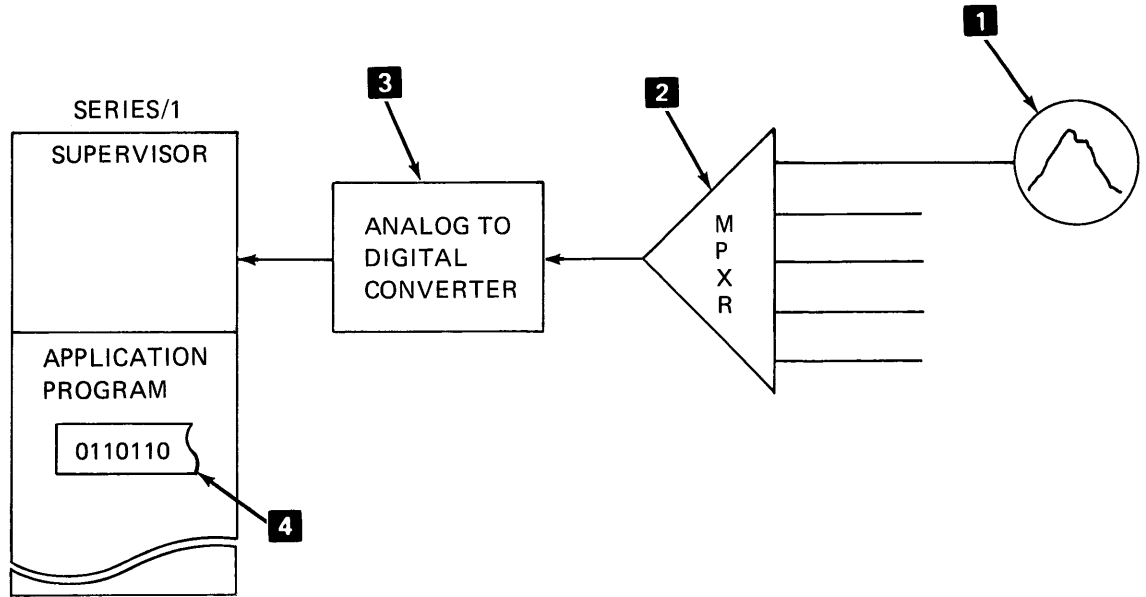 1
3
2
SERIES/1
SUPERVISOR
ANALOG TO
DIGITAL
CONVERTER
M
P
X
R
APPLICATION
PROGRAM
0110110
4